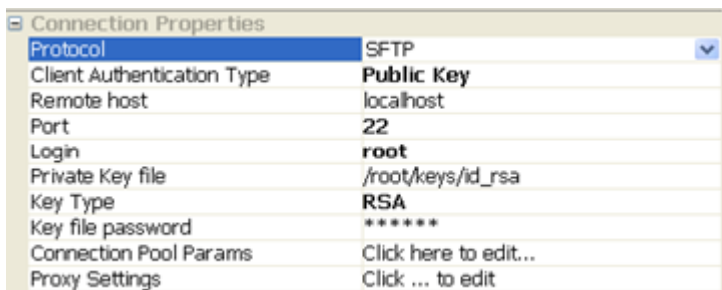 Connection Properties
Protocol SFTP
Client Authentication Type Public Key
Remote host localhost
Port 22
Login root
Private Key file /root/keys/id_rsa
Key Type RSA
Key file password ******
Connection Pool Params Click here to edit...
Proxy Settings Click ... to edit